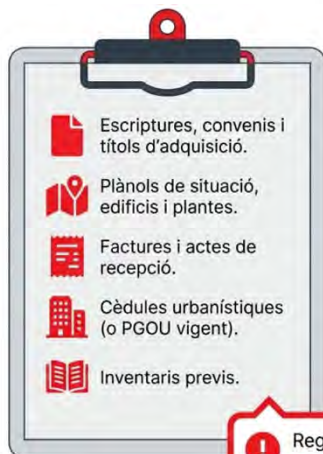 Escriptures, convenis i
títols d'adquisició.
Plànols de situació,
edificis i plantes.
Factures i actes de
recepció.
Cèdules urbanístiques
(o PGOU vigent).
Inventaris previs.
!